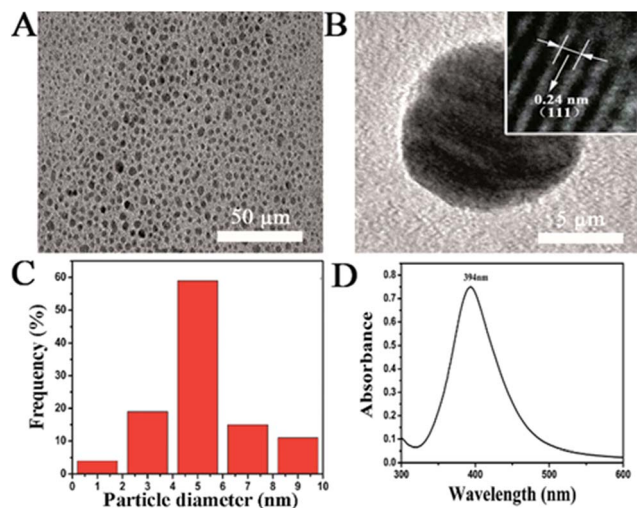 A
50 μm
B
0.24 nm
(111)
5 μm
C
Frequency (%)
60
50
40
30
20
10
0
0 1 2 3 4 5 6 7 8 9 10
Particle diameter (nm)
D
394nm
Absorbance
0.8
0.7
0.6
0.5
0.4
0.3
0.2
0.1
0.0
300 400 500 600
Wavelength (nm)